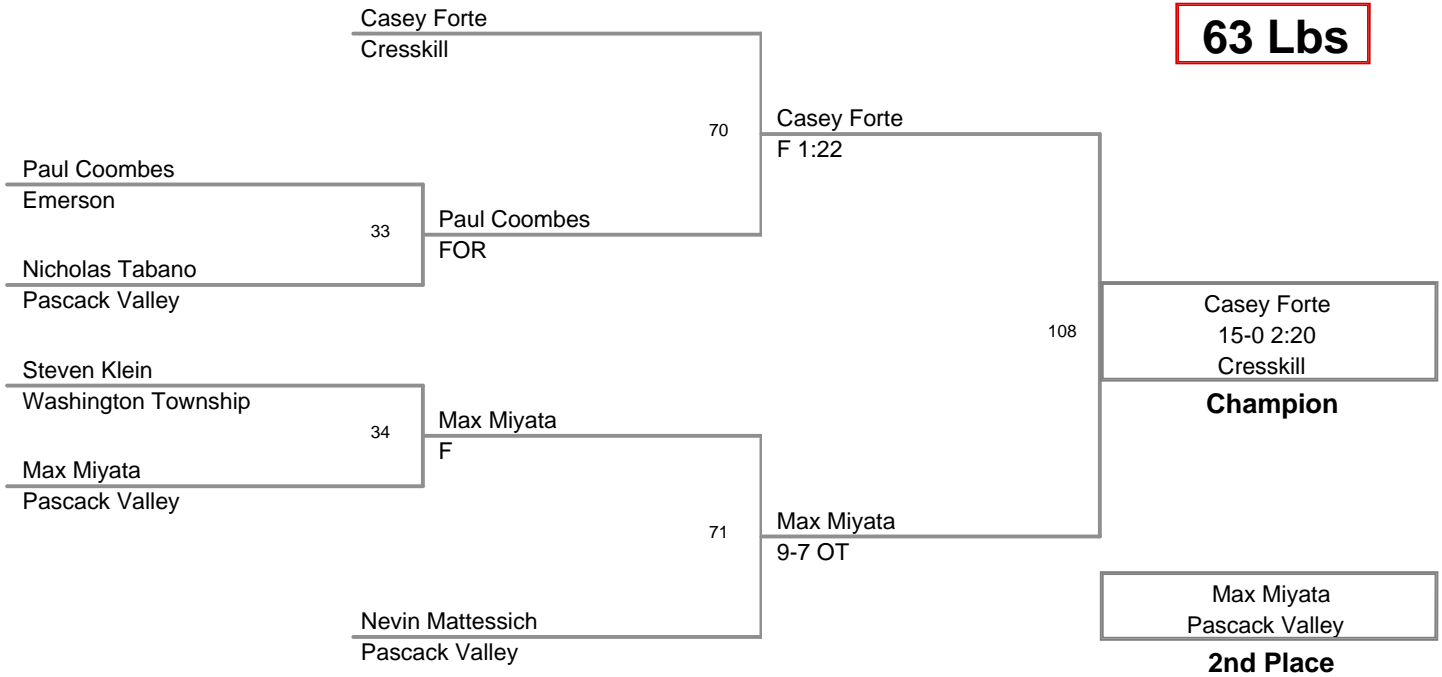 Casey Forte
Cresskill
63 Lbs
70
Casey Forte
F 1:22
Paul Coombes
Emerson
33
Paul Coombes
FOR
Nicholas Tabano
Pascack Valley
108
Casey Forte
15-0 2:20
Cresskill
Champion
Steven Klein
Washington Township
34
Max Miyata
F
Max Miyata
Pascack Valley
71
Max Miyata
9-7 OT
Nevin Mattessich
Pascack Valley
Max Miyata
Pascack Valley
2nd Place